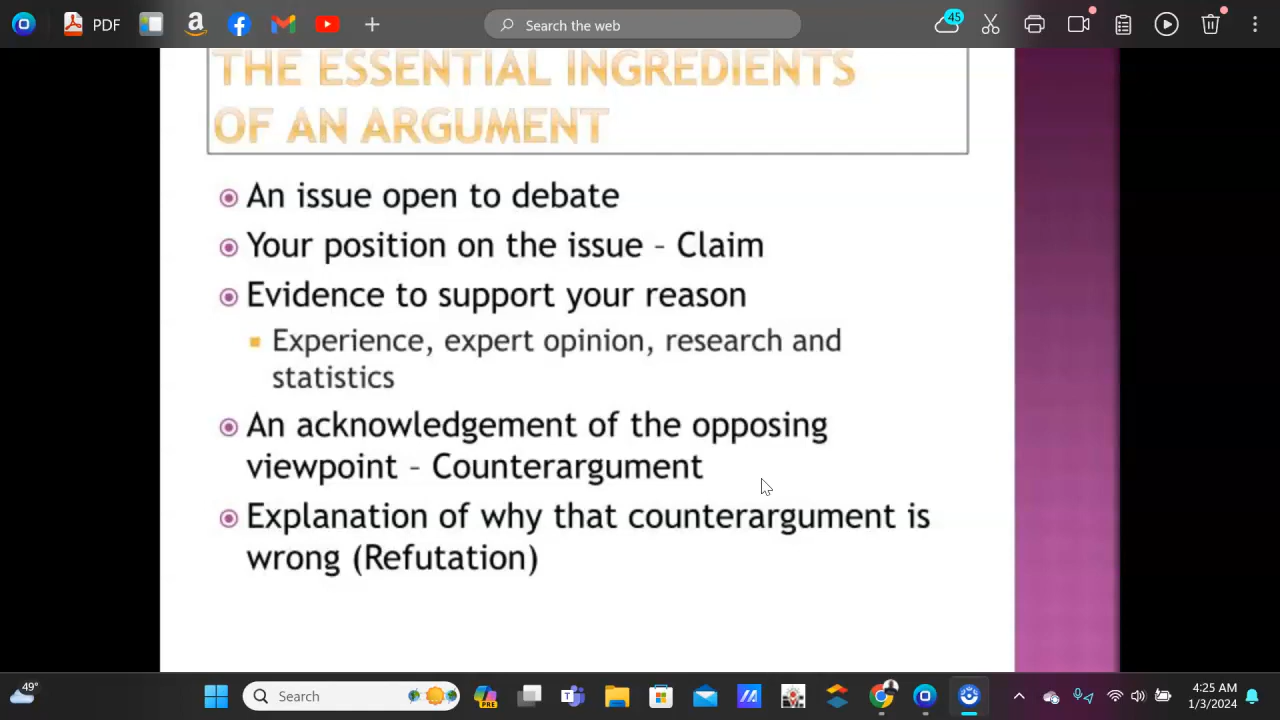 PDF
Search the web
45
THE ESSENTIAL INGREDIENTS
OF AN ARGUMENT
An issue open to debate
Your position on the issue – Claim
Evidence to support your reason
Experience, expert opinion, research and
statistics
An acknowledgement of the opposing
viewpoint – Counterargument
Explanation of why that counterargument is
wrong (Refutation)
49°
Search
PRE
4:25 AM
1/3/2024